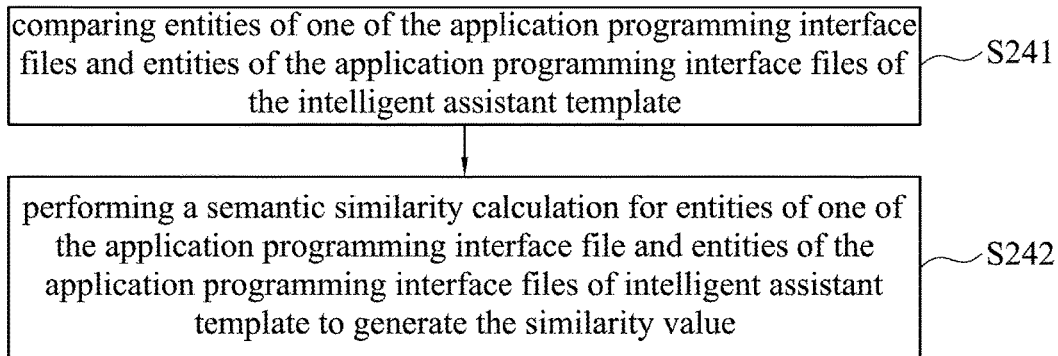 comparing entities of one of the application programming interface
files and entities of the application programming interface files of
the intelligent assistant template
S241
performing a semantic similarity calculation for entities of one of
the application programming interface file and entities of the
application programming interface files of intelligent assistant
template to generate the similarity value
S242